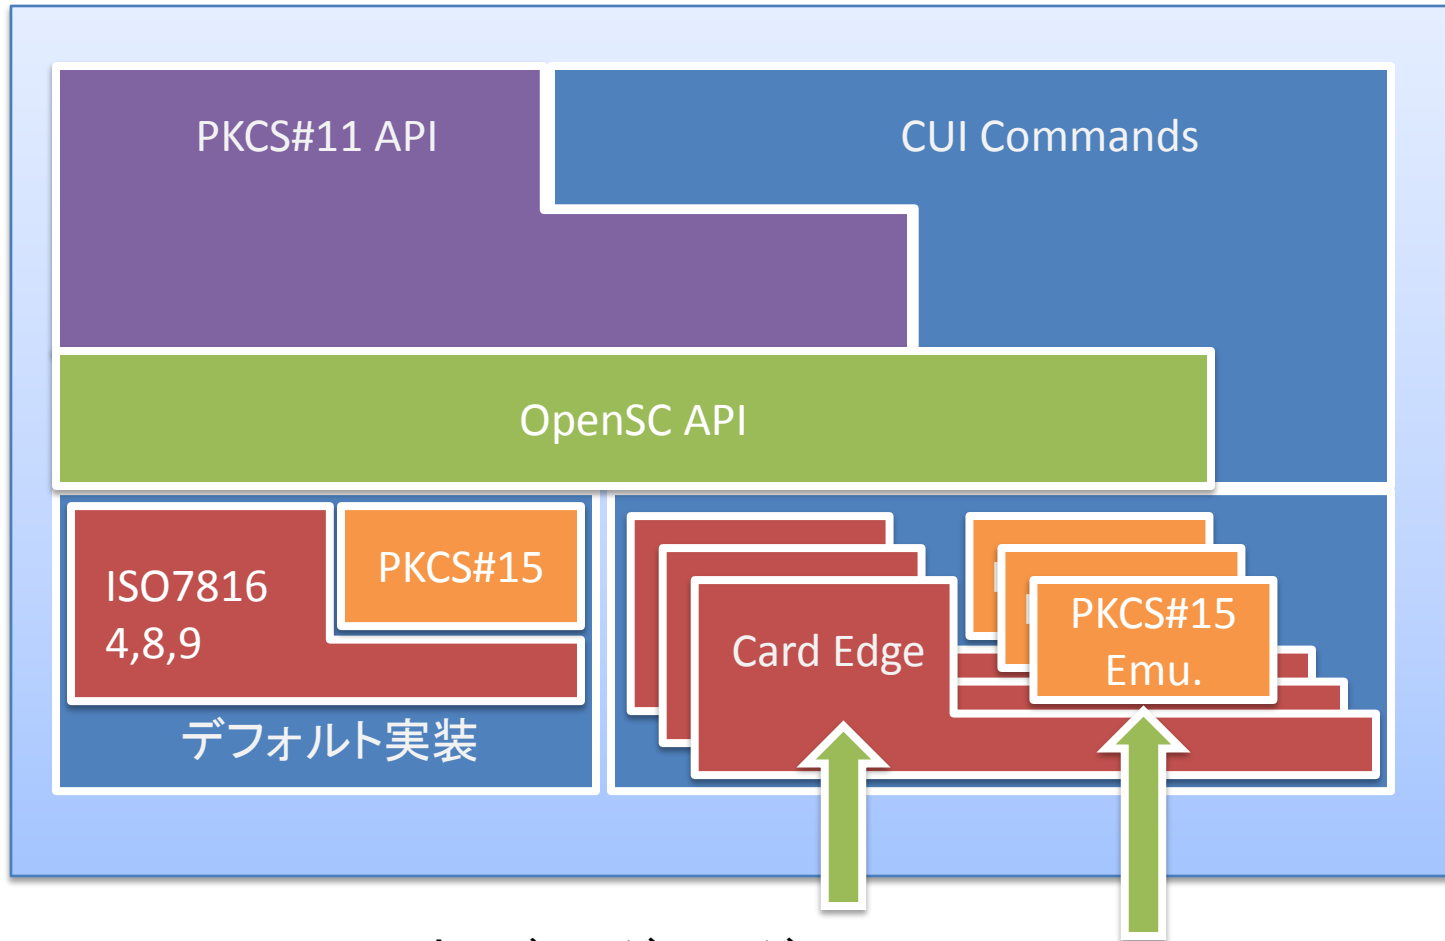 PKCS#11 API
CUI Commands
OpenSC API
ISO7816
4,8,9
PKCS#15
デフォルト実装
Card Edge
PKCS#15
Emu.